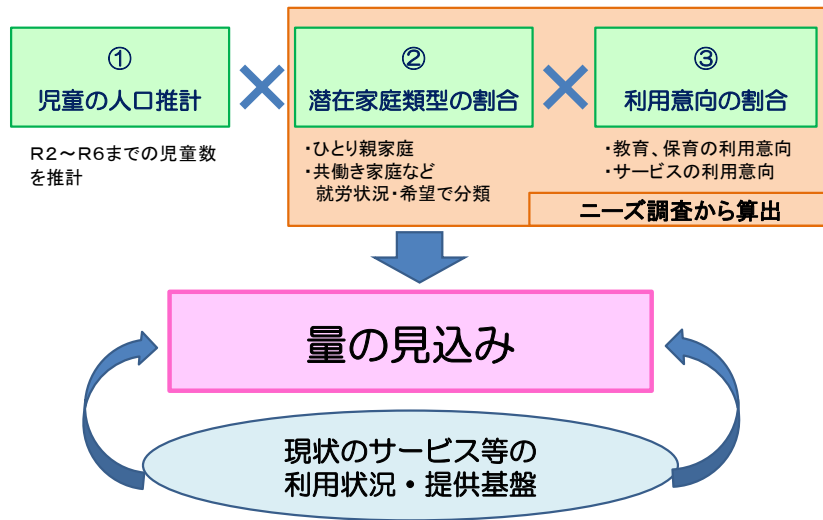 ①
児童の人口推計
×
②
潜在家庭類型の割合
×
③
利用意向の割合
R2～R6までの児童数
を推計
・ひとり親家庭
・共働き家庭など
就労状況・希望で分類
・教育、保育の利用意向
・サービスの利用意向
ニーズ調査から算出
量の見込み
現状のサービス等の
利用状況・提供基盤